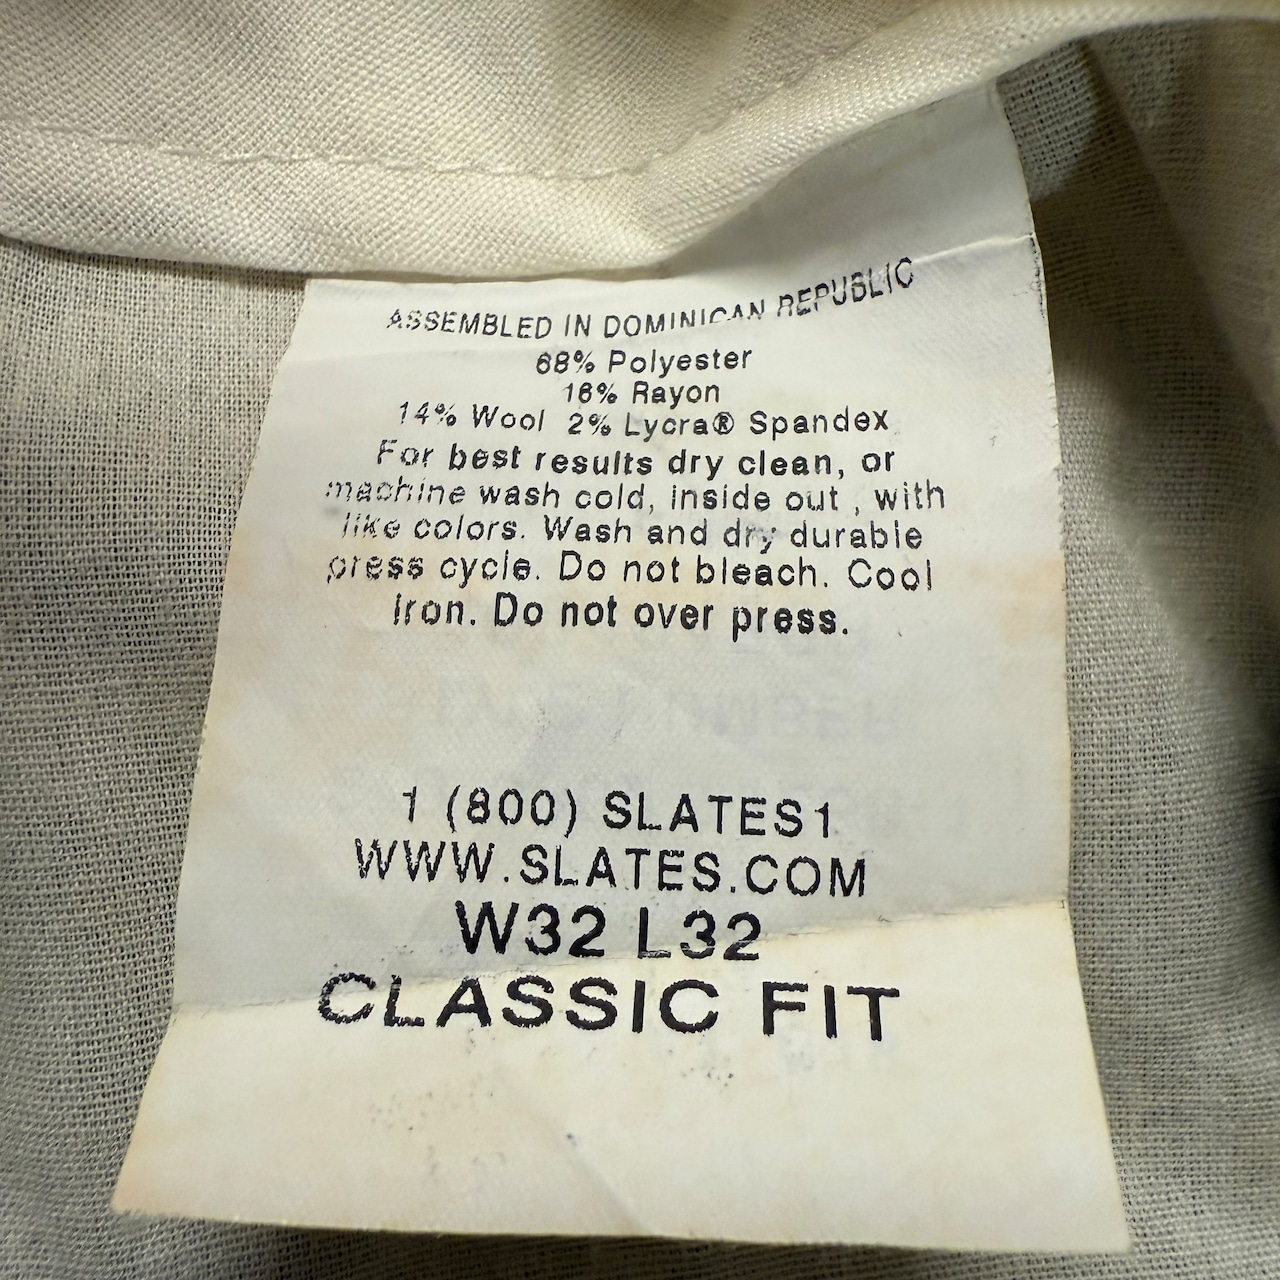 ASSEMBLED IN DOMINICAN REPUBLIC
68% Polyester
16% Rayon
14% Wool 2% Lycra® Spandex
For best results dry clean, or
machine wash cold, inside out , with
like colors. Wash and dry durable
press cycle. Do not bleach. Cool
iron. Do not over press.
1 (800) SLATES1
WWW.SLATES.COM
W32 L32
CLASSIC FIT